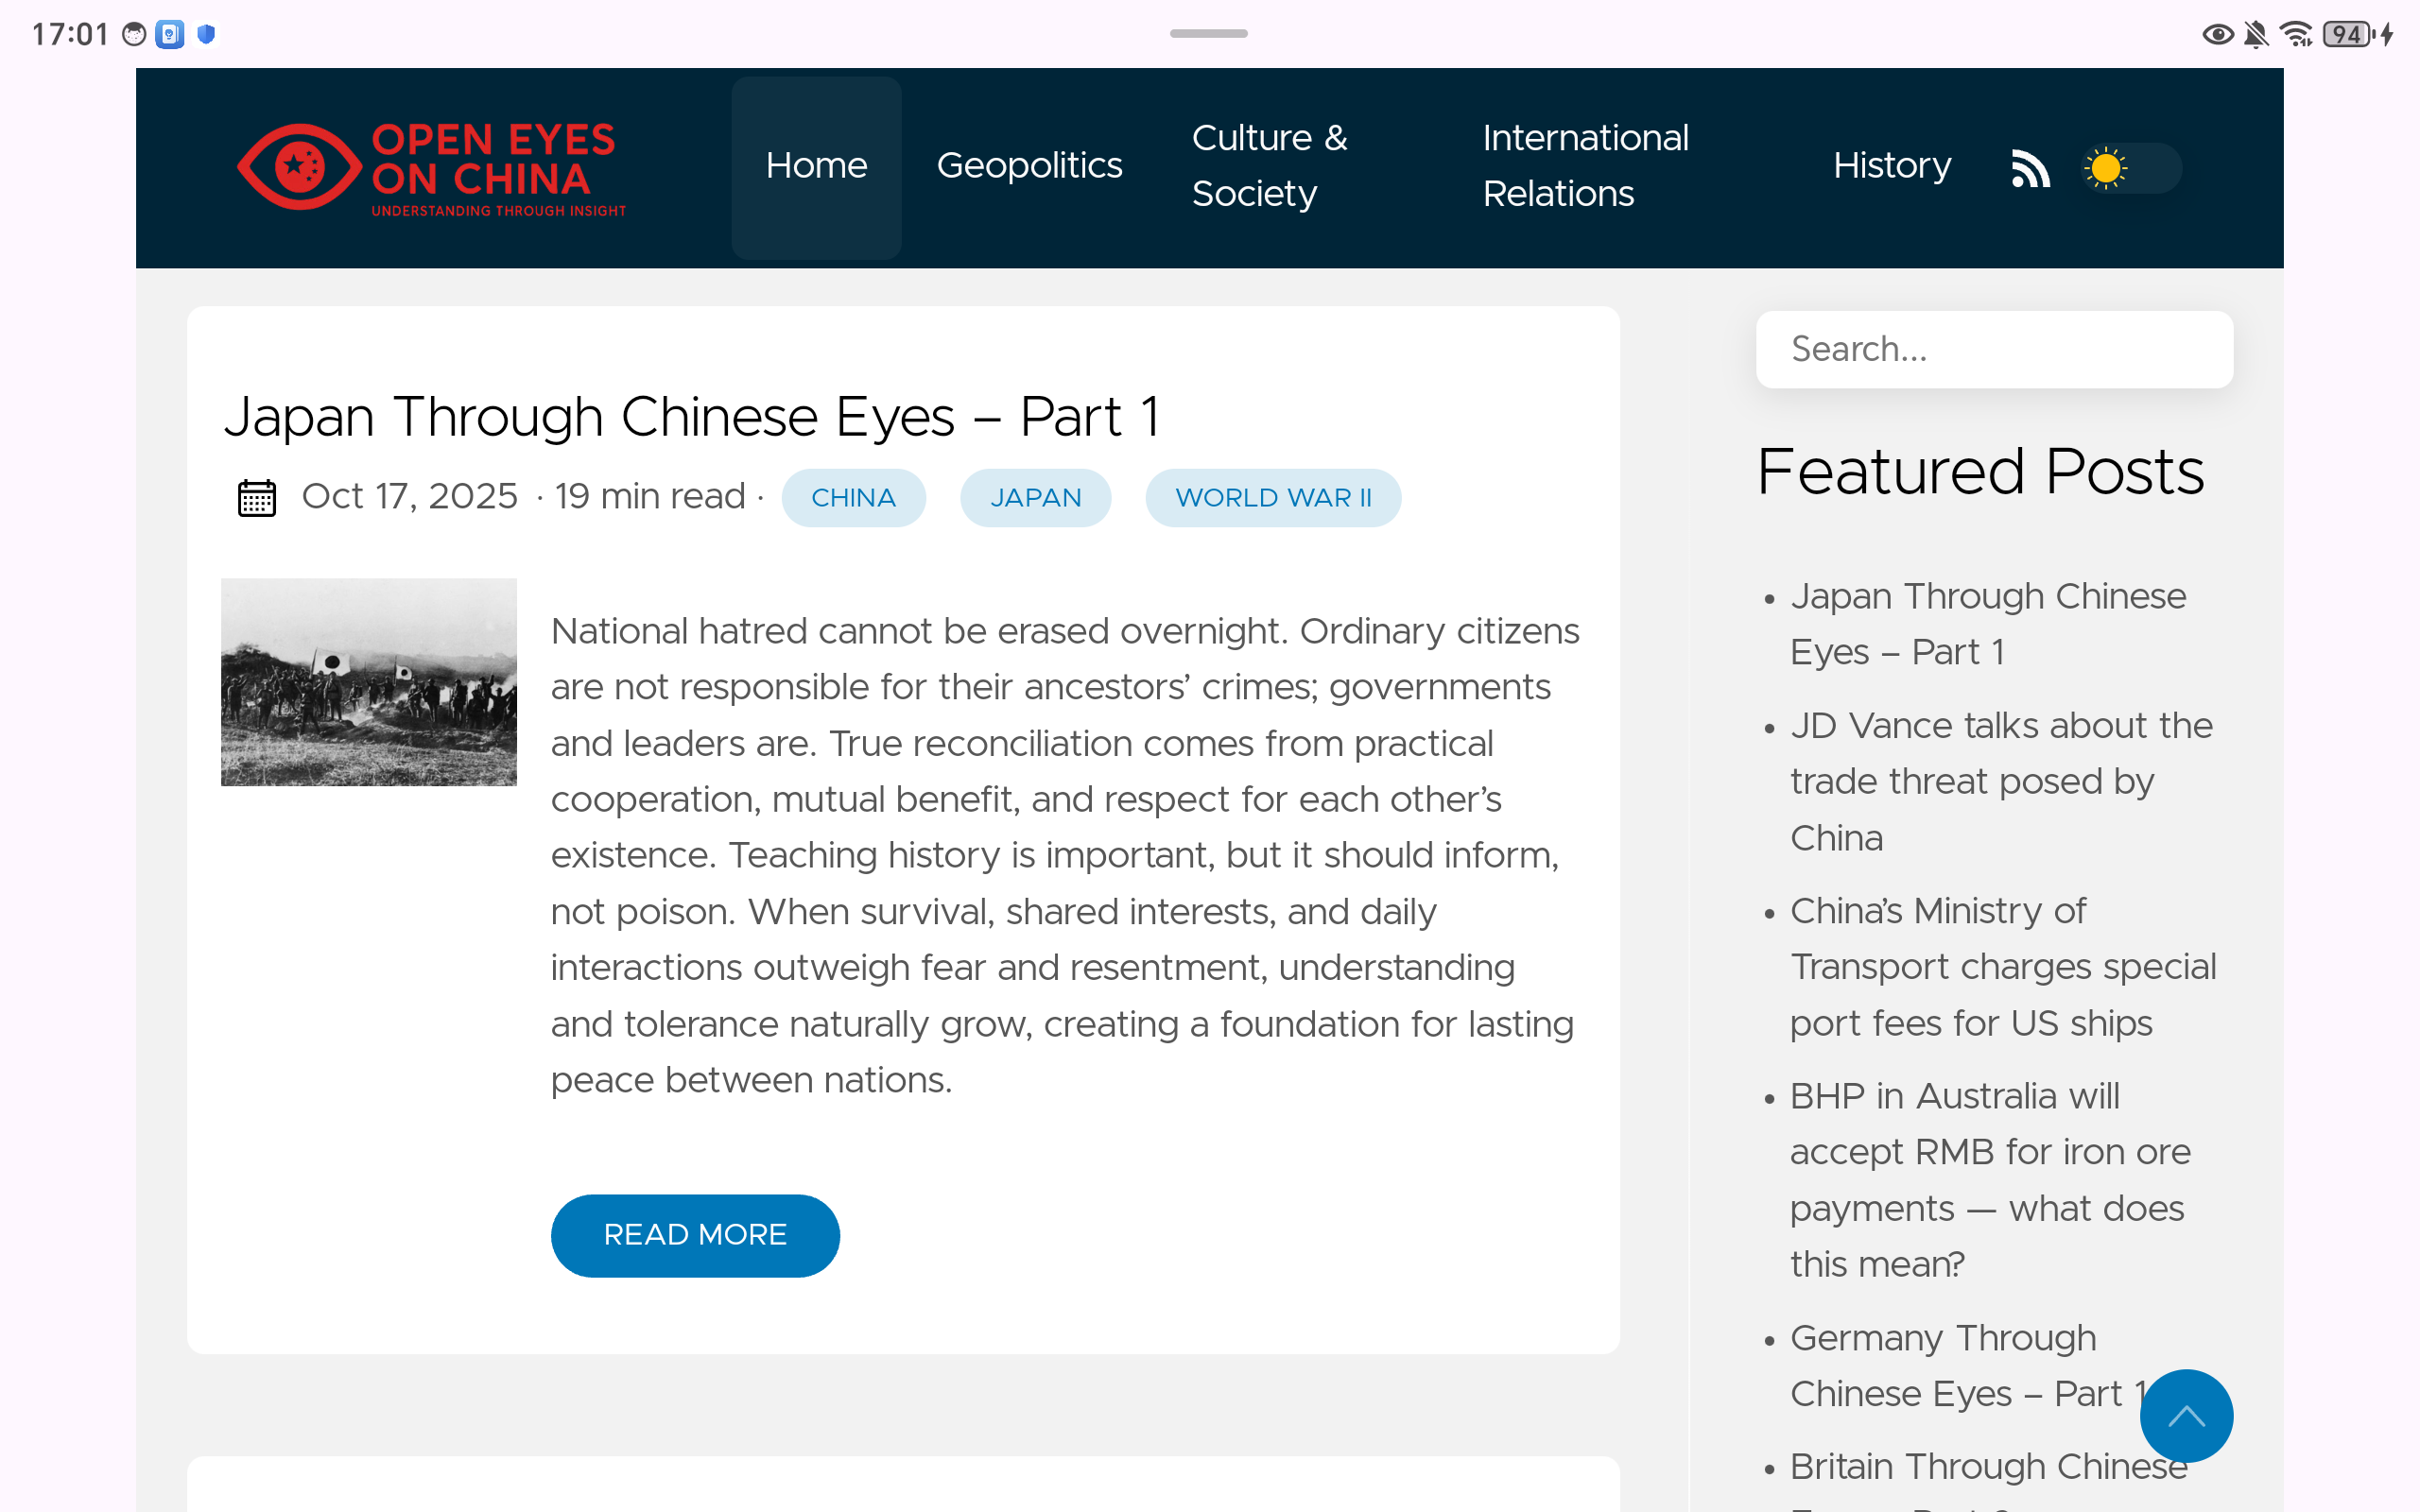 17:01
94
OPEN EYES
ON CHINA
UNDERSTANDING THROUGH INSIGHT
Home
Geopolitics
Culture &
Society
International
Relations
History
Japan Through Chinese Eyes – Part 1
Oct 17, 2025 · 19 min read · CHINA JAPAN WORLD WAR II
National hatred cannot be erased overnight. Ordinary citizens
are not responsible for their ancestors’ crimes; governments
and leaders are. True reconciliation comes from practical
cooperation, mutual benefit, and respect for each other’s
existence. Teaching history is important, but it should inform,
not poison. When survival, shared interests, and daily
interactions outweigh fear and resentment, understanding
and tolerance naturally grow, creating a foundation for lasting
peace between nations.
READ MORE
Search...
Featured Posts
• Japan Through Chinese
Eyes – Part 1
• JD Vance talks about the
trade threat posed by
China
• China’s Ministry of
Transport charges special
port fees for US ships
• BHP in Australia will
accept RMB for iron ore
payments — what does
this mean?
• Germany Through
Chinese Eyes – Part 1
• Britain Through Chinese